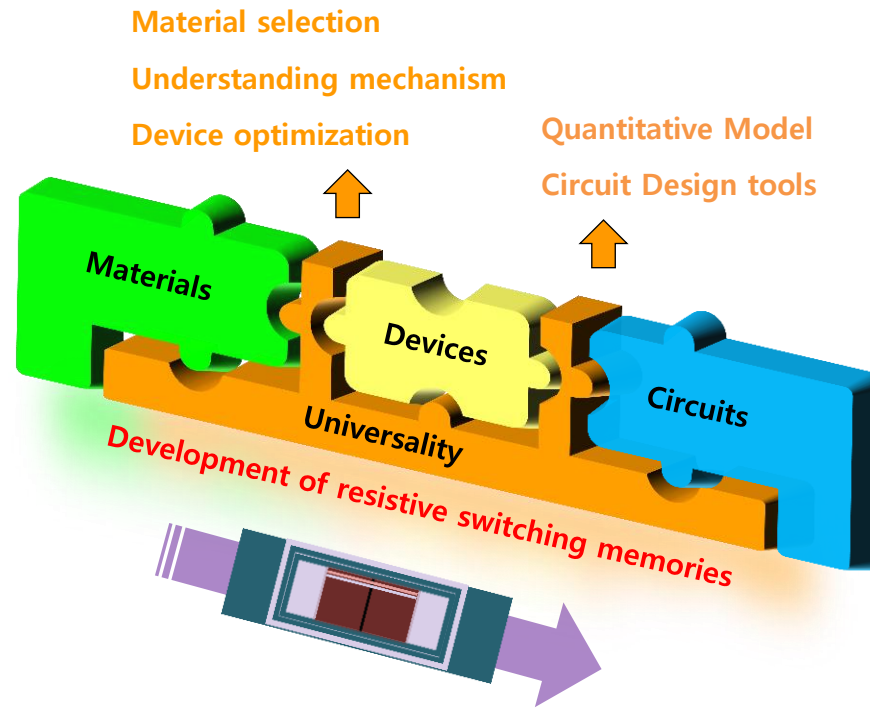 Material selection
Understanding mechanism
Device optimization
Quantitative Model
Circuit Design tools
Materials
Devices
Circuits
Universality
Development of resistive switching memories